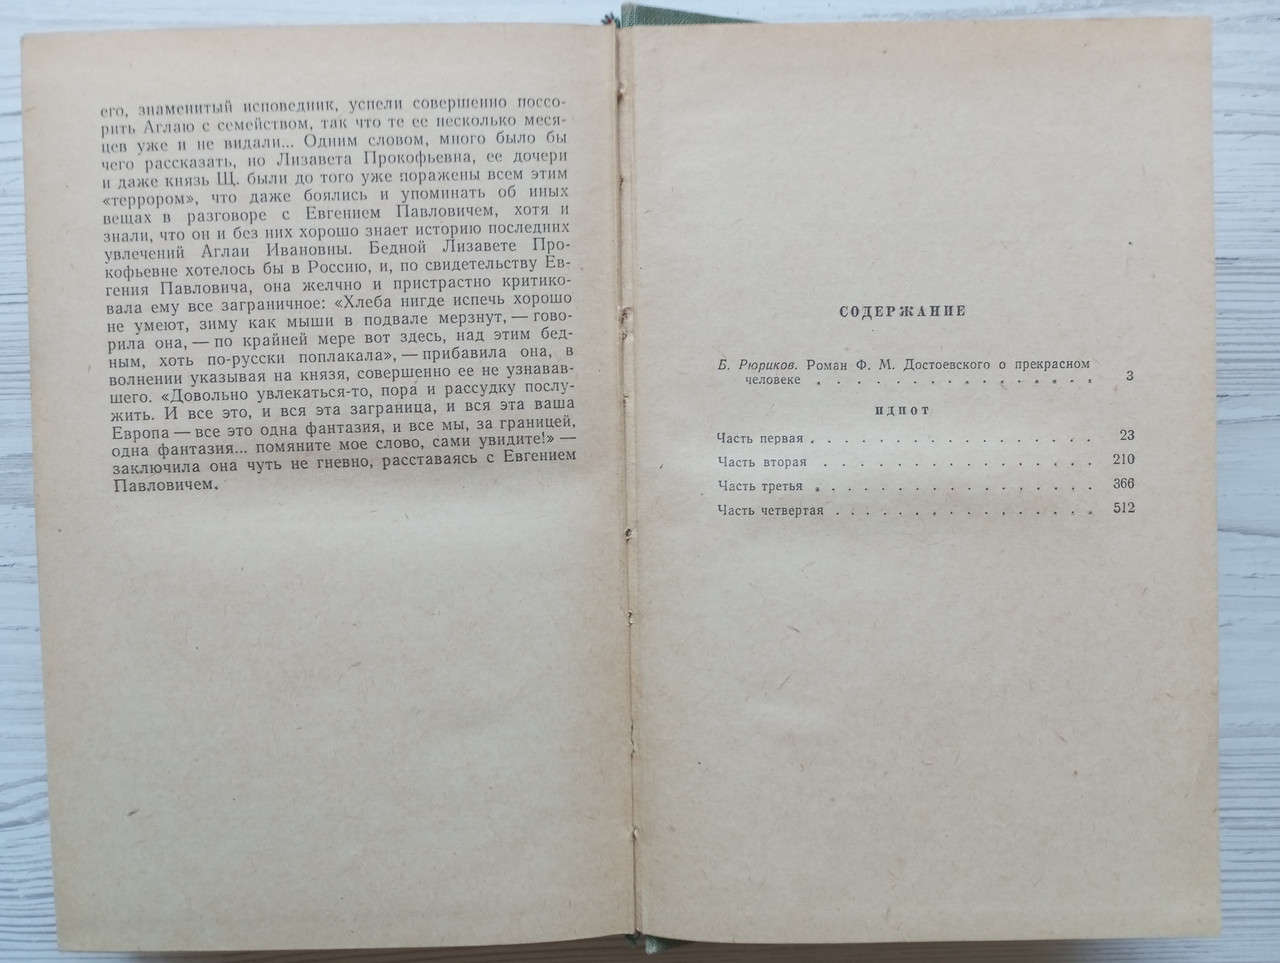 его, знаменитый исповедник, успели совершенно поссо-
рить Аглаю с семейством, так что те ее несколько меся-
цев уже и не видали... Одним словом, много было бы
чего рассказать, но Лизавета Прокофьевна, ее дочери
и даже князь Щ. были до того уже поражены всем этим
«террором», что даже боялись и упоминать об иных
вещах в разговоре с Евгением Павловичем, хотя и
знали, что он и без них хорошо знает историю последних
увлечений Аглаи Ивановны. Бедной Лизавете Про-
кофьевне хотелось бы в Россию, и, по свидетельству Ев-
гения Павловича, она желчно и пристрастно критико-
вала ему все заграничное: «Хлеба нигде испечь хорошо
не умеют, зиму как мыши в подвале мерзнут, — гово-
рила она, — по крайней мере вот здесь, над этим бед-
ным, хоть по-русски поплакала», — прибавила она, в
волнении указывая на князя, совершенно ее не узнавав-
шего. «Довольно увлекаться-то, пора и рассудку послу-
жить. И все это, и вся эта заграница, и вся эта ваша
Европа — все это одна фантазия, и все мы, за границей,
одна фантазия... помяните мое слово, сами увидите!» —
заключила она чуть не гневно, расставаясь с Евгением
Павловичем.
СОДЕРЖАНИЕ
Б. Рюриков. Роман Ф. М. Достоевского о прекрасном
человеке . . . . . . . . . . . . . . . 3
ИДИОТ
Часть первая . . . . . . . . . . . . . . . . . . 23
Часть вторая . . . . . . . . . . . . . . . . . 210
Часть третья . . . . . . . . . . . . . . . . . . 366
Часть четвертая . . . . . . . . . . . . . . . . 512